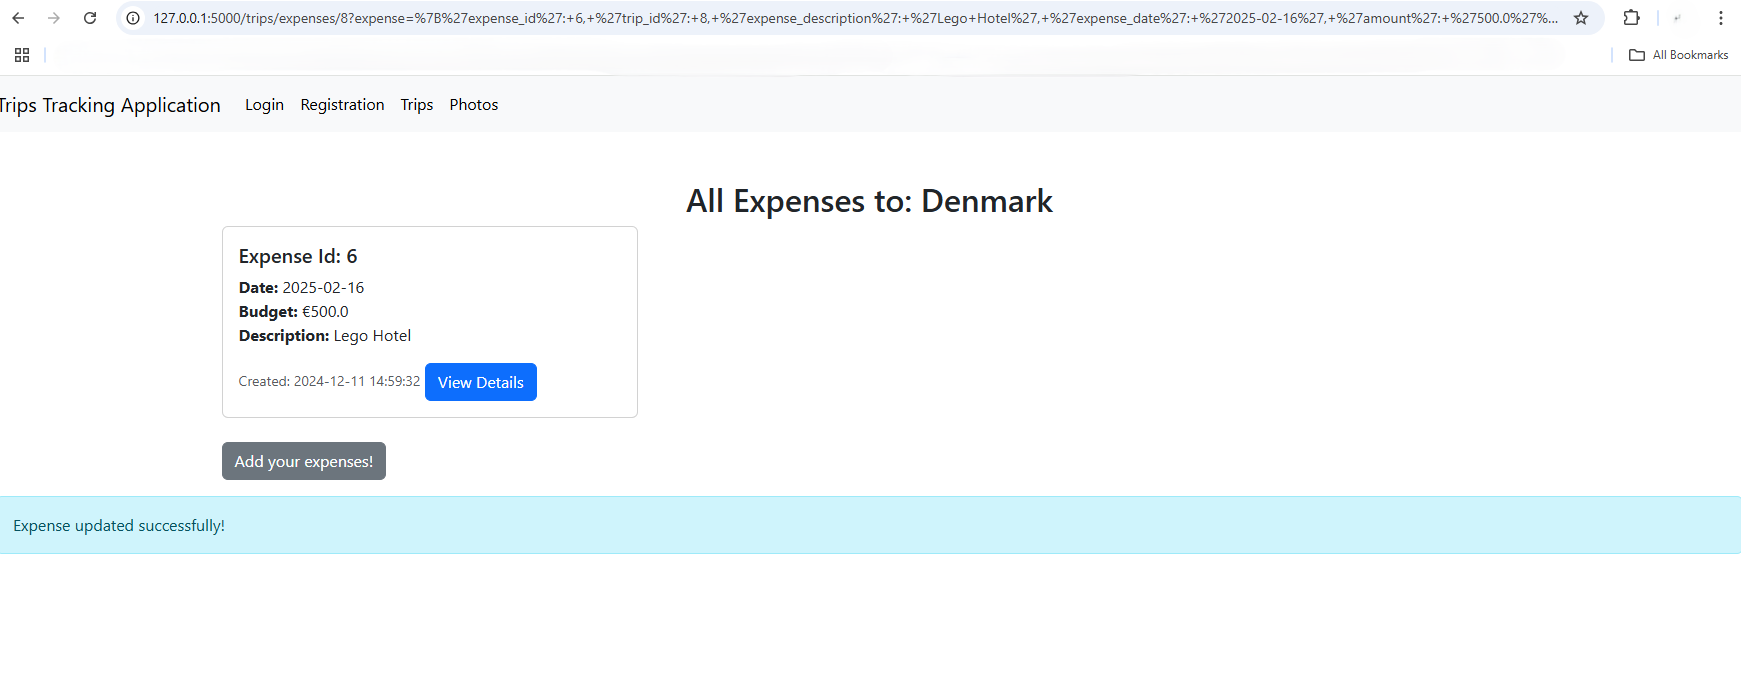 127.0.0.1:5000/trips/expenses/8?expense=%7B%27expense_id%27:+6,+%27trip_id%27:+8,+%27expense_description%27:+%27Lego+Hotel%27,+%27expense_date%27:+%272025-02-16%27,+%27amount%27:+%27500.0%27%...
All Bookmarks
Trips Tracking Application Login Registration Trips Photos
All Expenses to: Denmark
Expense Id: 6
Date: 2025-02-16
Budget: €500.0
Description: Lego Hotel
Created: 2024-12-11 14:59:32 View Details
Add your expenses!
Expense updated successfully!